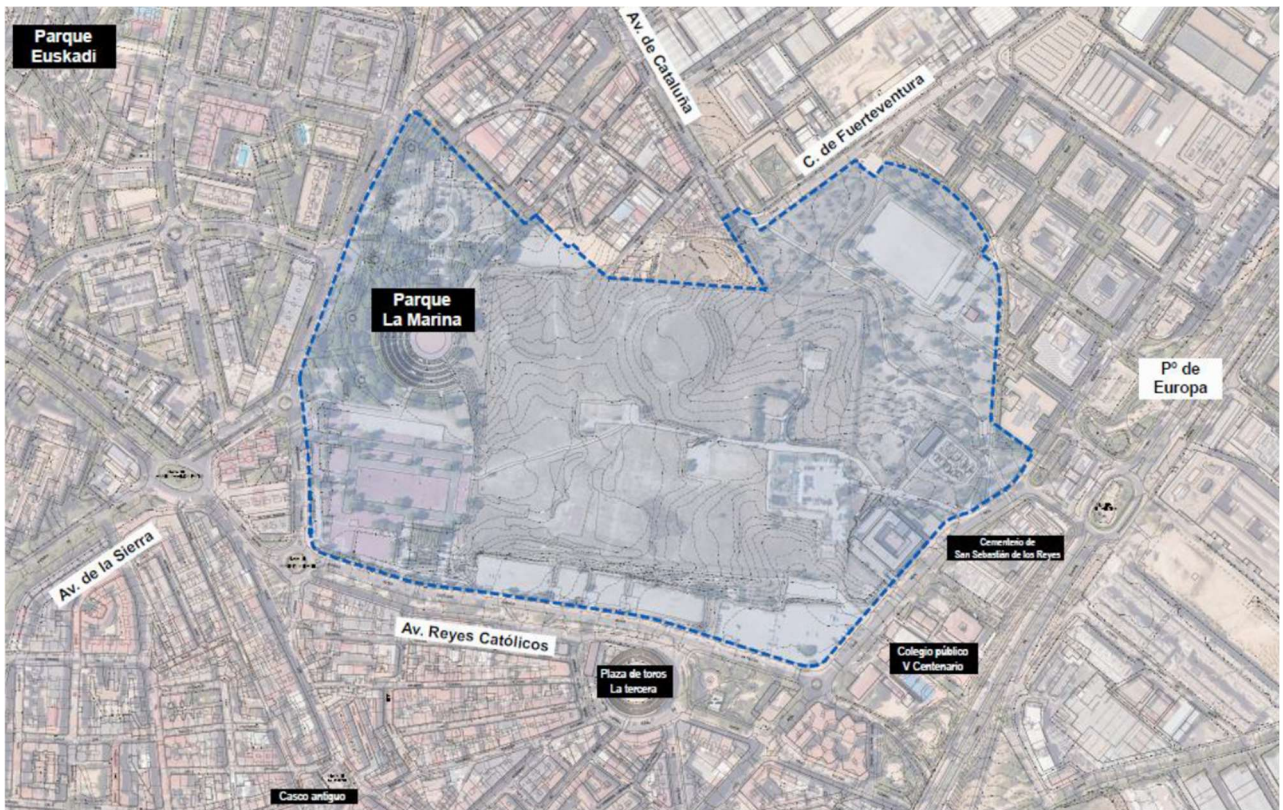 Parque
Euskadi
Av. de Cataluña
C. de Fuerteventura
Parque
La Marina
Pº de
Europa
Av. de la Sierra
Cementerio de
San Sebastián de los Reyes
Av. Reyes Católicos
Colegio público
V Centenario
Plaza de toros
La tercera
Casco antiguo